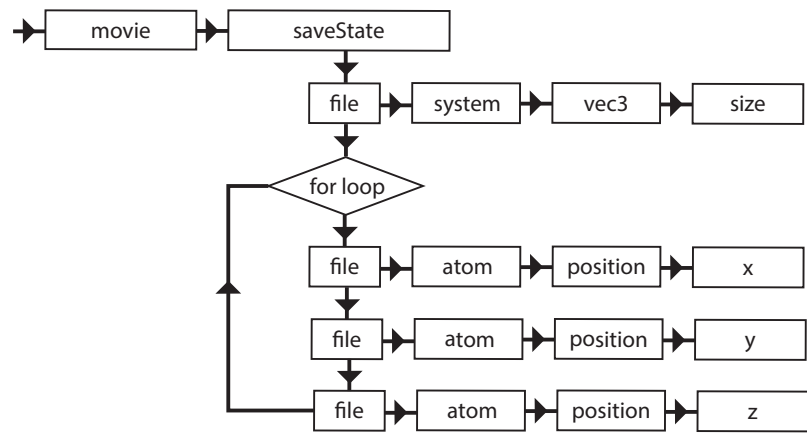 movie saveState
file system vec3 size
for loop
file atom position x
file atom position y
file atom position z